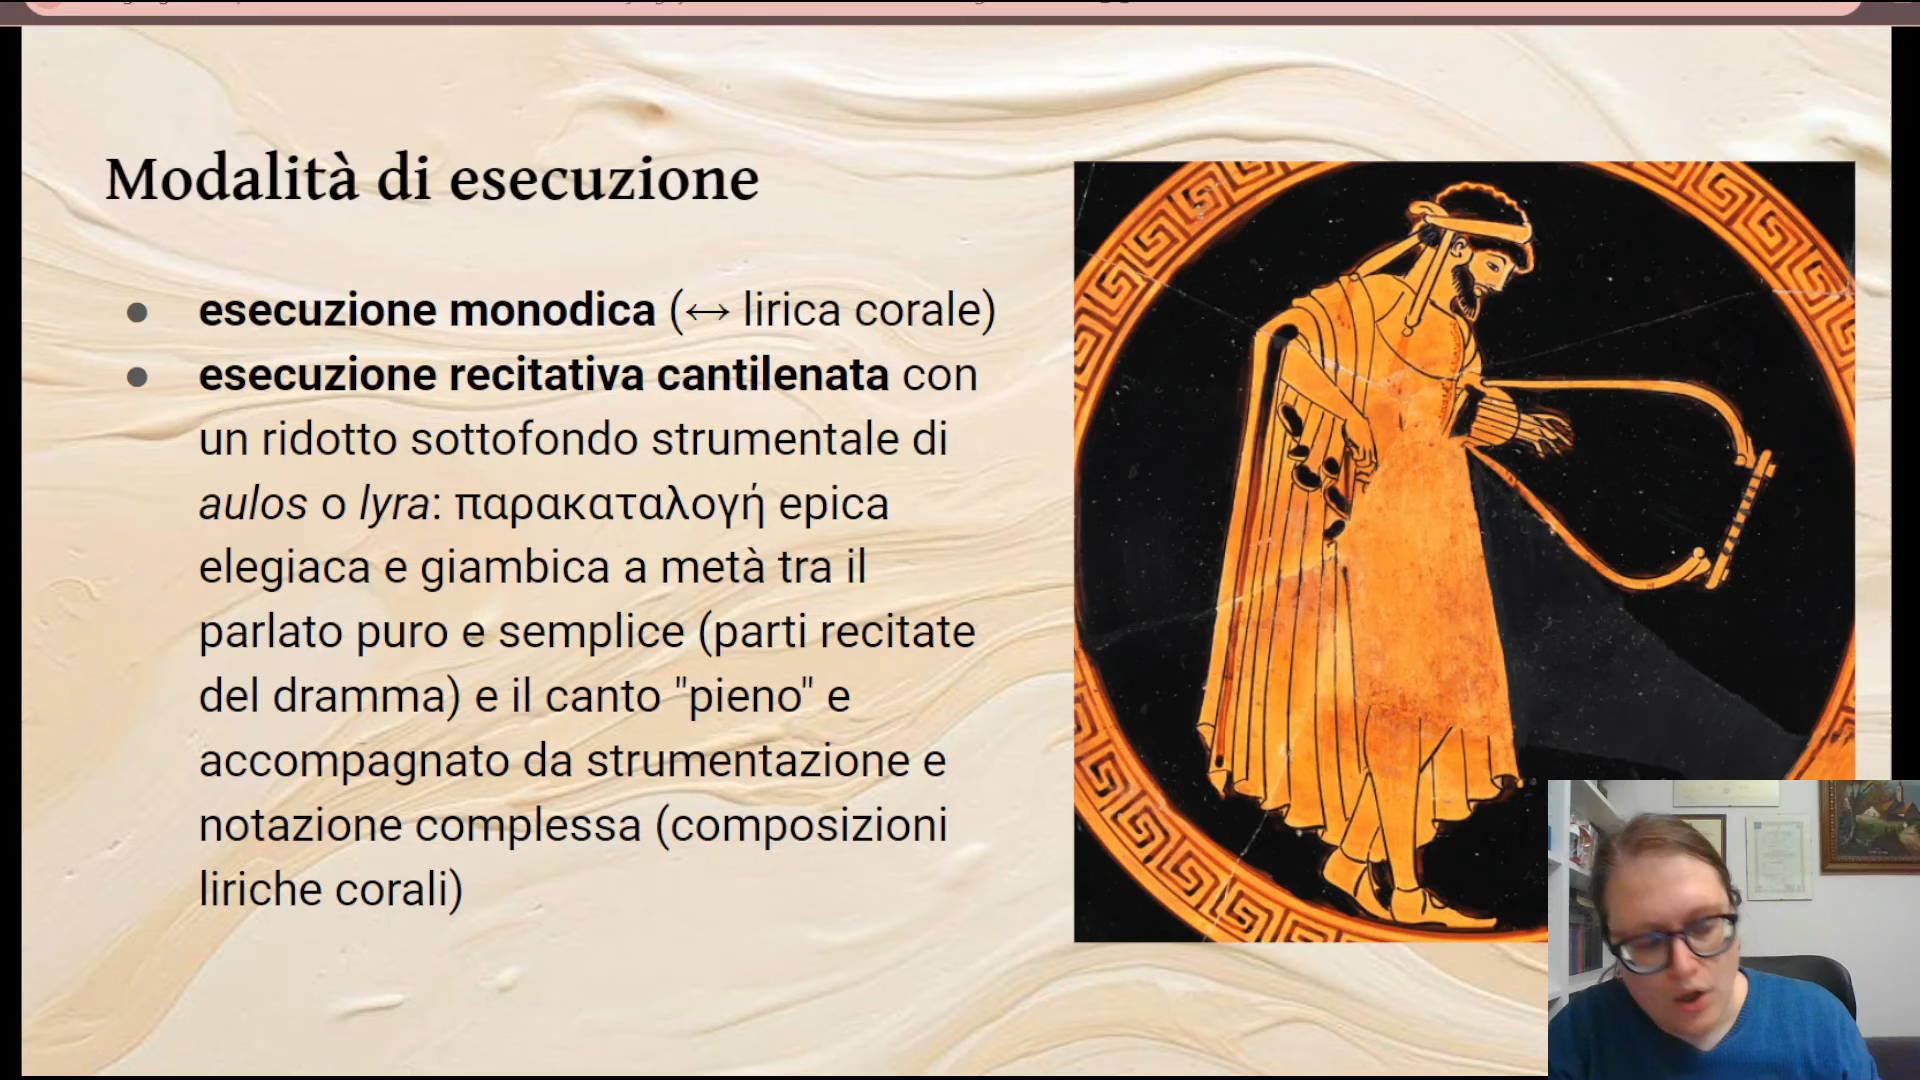 Modalità di esecuzione
● esecuzione monodica (↔ lirica corale)
● esecuzione recitativa cantilenata con
un ridotto sottofondo strumentale di
aulos o lyra: παρακαταλογή epica
elegiaca e giambica a metà tra il
parlato puro e semplice (parti recitate
del dramma) e il canto "pieno" e
accompagnato da strumentazione e
notazione complessa (composizioni
liriche corali)